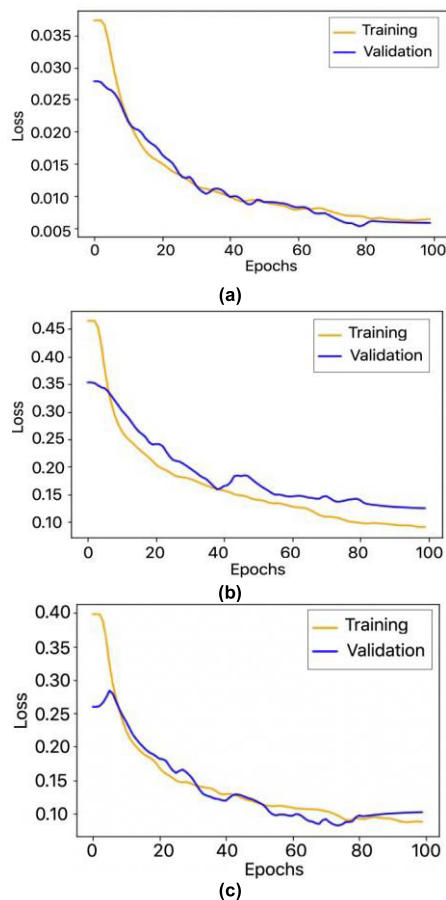 0.035
0.030
0.025
0.020
0.015
0.010
0.005
Loss
Training
Validation
0 20 40 60 80 100
Epochs
(a)
0.45
0.40
0.35
0.30
0.25
0.20
0.15
0.10
Loss
Training
Validation
0 20 40 60 80 100
Epochs
(b)
0.40
0.35
0.30
0.25
0.20
0.15
0.10
Loss
Training
Validation
0 20 40 60 80 100
Epochs
(c)